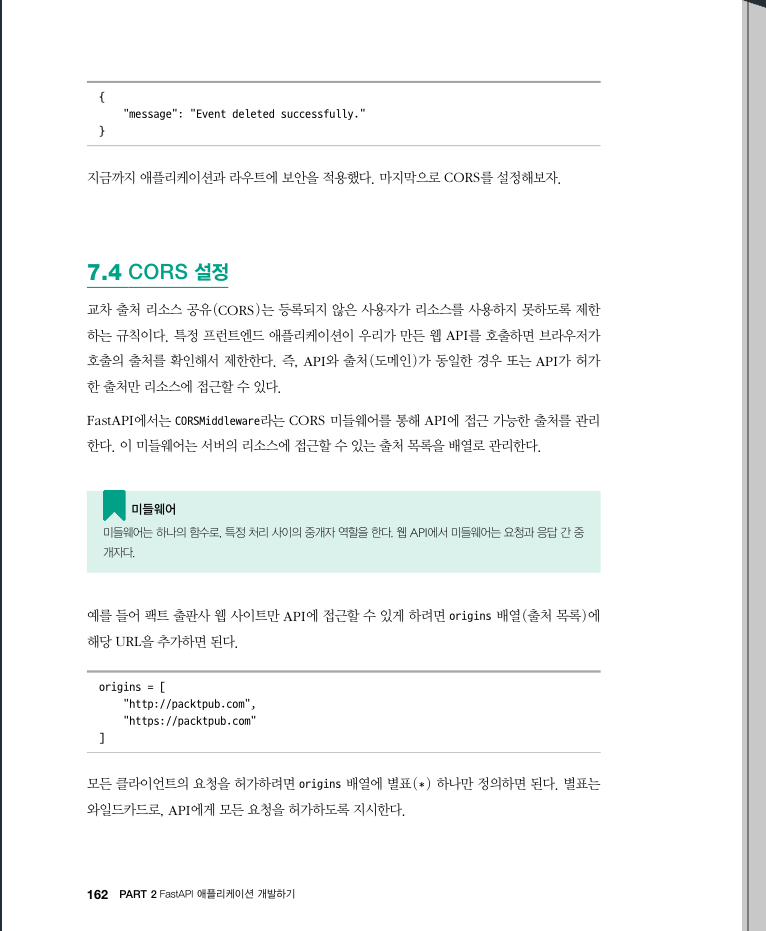 {
    "message": "Event deleted successfully."
}
지금까지 애플리케이션과 라우트에 보안을 적용했다. 마지막으로 CORS를 설정해보자.
7.4 CORS 설정
교차 출처 리소스 공유(CORS)는 등록되지 않은 사용자가 리소스를 사용하지 못하도록 제한
하는 규칙이다. 특정 프런트엔드 애플리케이션이 우리가 만든 웹 API를 호출하면 브라우저가
호출의 출처를 확인해서 제한한다. 즉, API와 출처(도메인)가 동일한 경우 또는 API가 허가
한 출처만 리소스에 접근할 수 있다.
FastAPI에서는 CORSMiddleware라는 CORS 미들웨어를 통해 API에 접근 가능한 출처를 관리
한다. 이 미들웨어는 서버의 리소스에 접근할 수 있는 출처 목록을 배열로 관리한다.
미들웨어
미들웨어는 하나의 함수로, 특정 처리 사이의 중개자 역할을 한다. 웹 API에서 미들웨어는 요청과 응답 간 중
개자다.
예를 들어 팩트 출판사 웹 사이트만 API에 접근할 수 있게 하려면 origins 배열(출처 목록)에
해당 URL을 추가하면 된다.
origins = [
    "http://packtpub.com",
    "https://packtpub.com"
]
모든 클라이언트의 요청을 허가하려면 origins 배열에 별표(*) 하나만 정의하면 된다. 별표는
와일드카드로, API에게 모든 요청을 허가하도록 지시한다.
162 PART 2 FastAPI 애플리케이션 개발하기